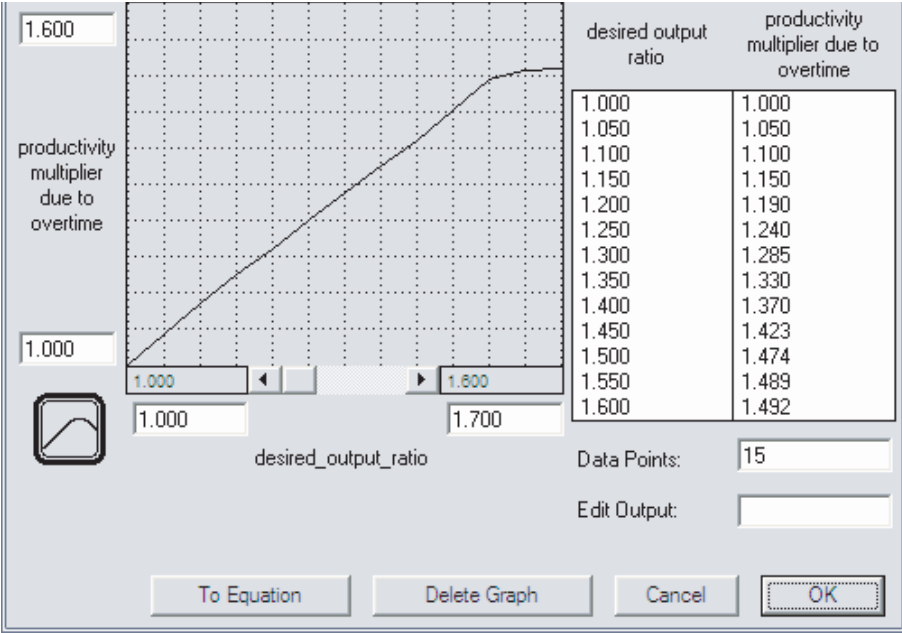 1.600
productivity
multiplier
due to
overtime
1.000
1.000
1.600
1.000
1.700
desired_output_ratio
desired output
ratio
productivity
multiplier due to
overtime
1.000 1.000
1.050 1.050
1.100 1.100
1.150 1.150
1.200 1.190
1.250 1.240
1.300 1.285
1.350 1.330
1.400 1.370
1.450 1.423
1.500 1.474
1.550 1.489
1.600 1.492
Data Points: 15
Edit Output:
To Equation
Delete Graph
Cancel
OK